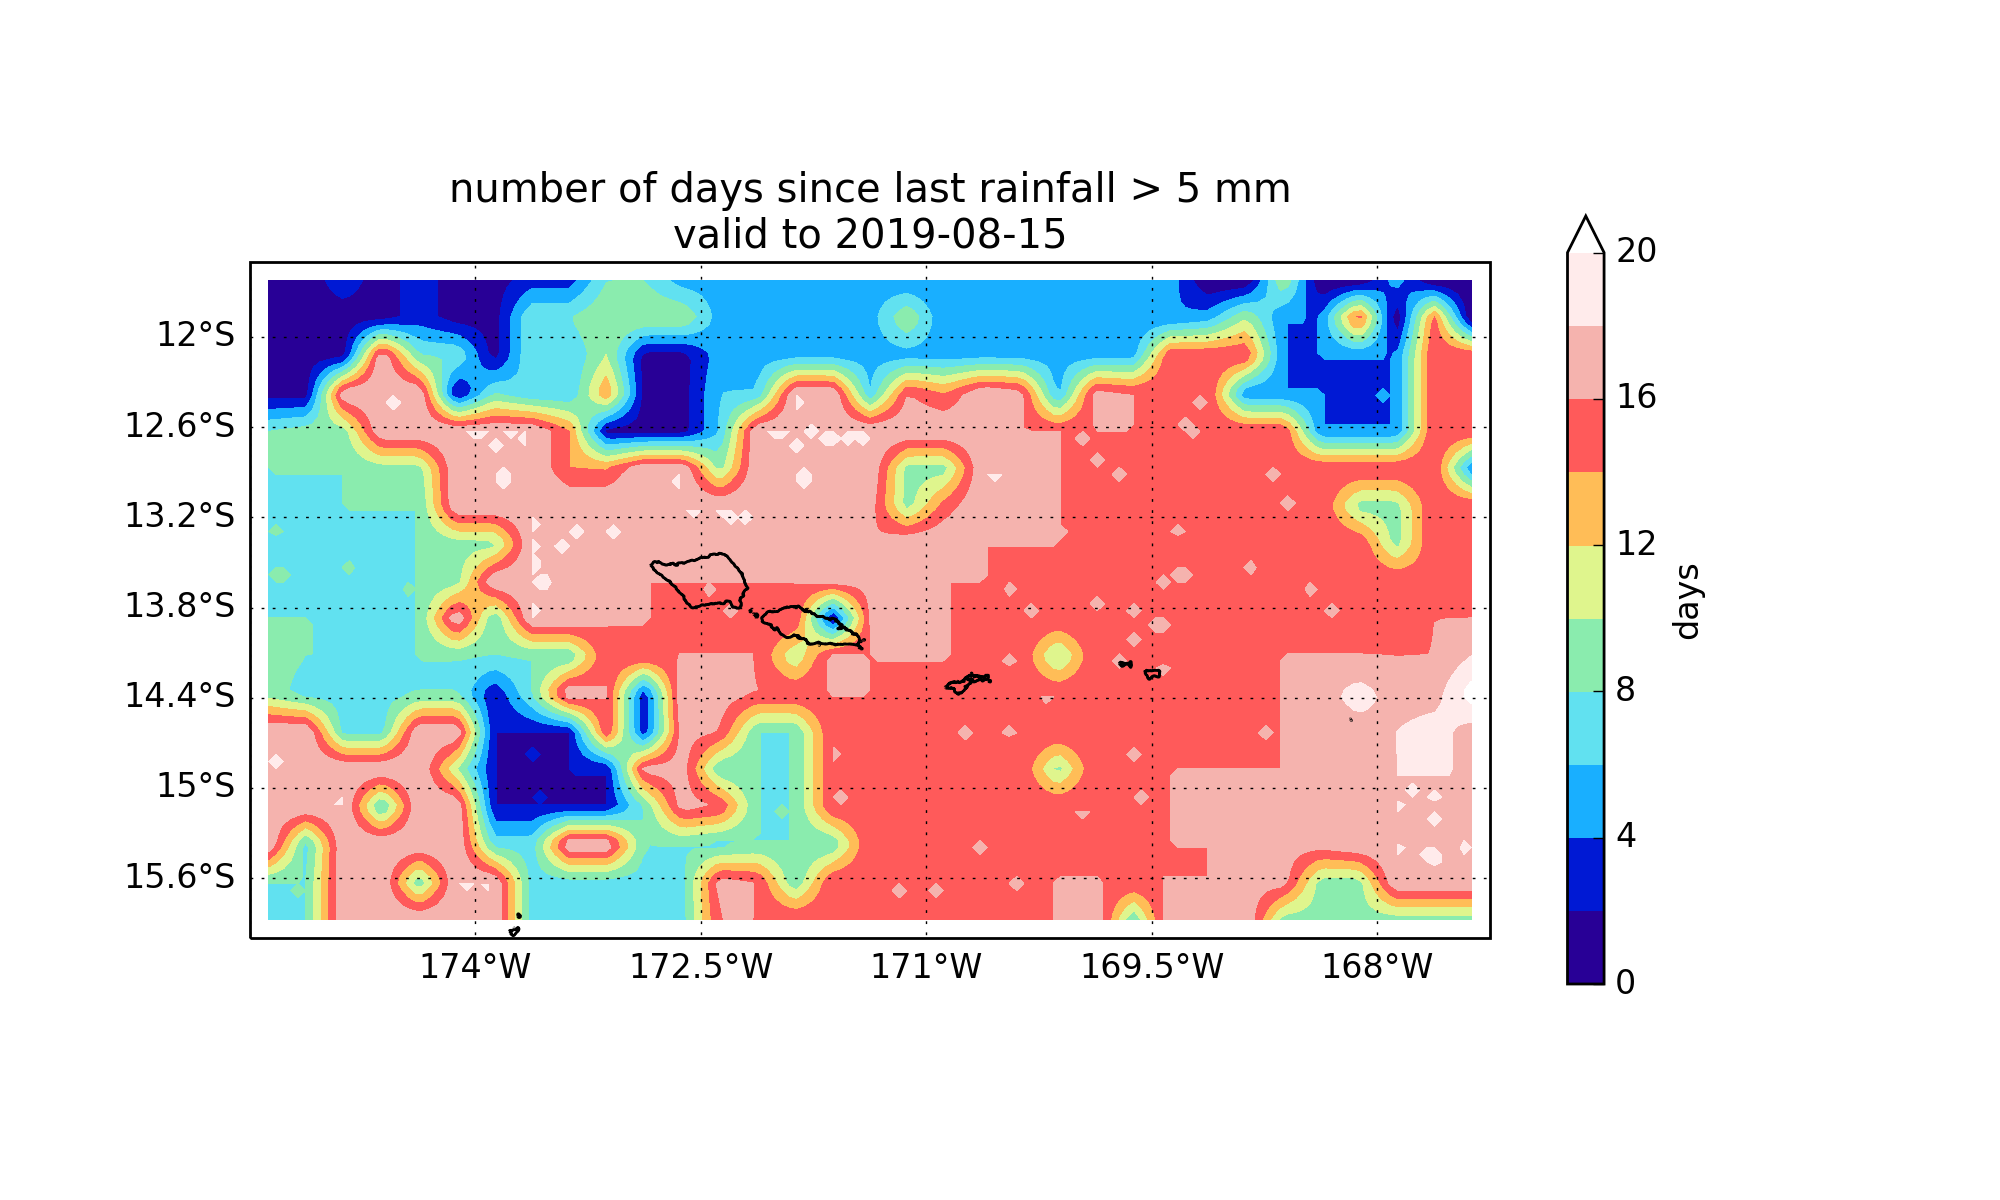 number of days since last rainfall > 5 mm
valid to 2019-08-15
12°S
12.6°S
13.2°S
13.8°S
14.4°S
15°S
15.6°S
174°W
172.5°W
171°W
169.5°W
168°W
20
16
12
8
4
0
days